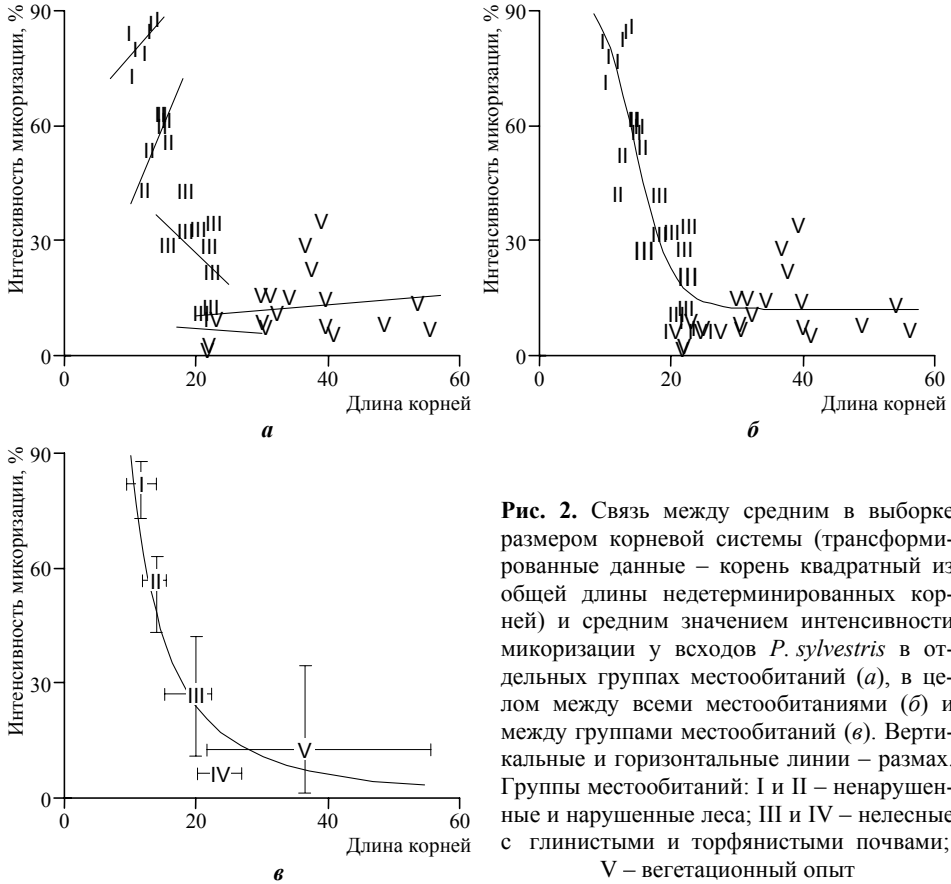 Интенсивность микоризации, %
90
60
30
0
0
20
40
60
Длина корней
а
Интенсивность микоризации, %
90
60
30
0
0
20
40
60
Длина корней
б
Интенсивность микоризации, %
90
60
30
0
I
II
III
IV
V
0
20
40
60
Длина корней
в
Рис. 2. Связь между средним в выборке
размером корневой системы (трансформи-
рованные данные – корень квадратный из
общей длины недетерминированных кор-
ней) и средним значением интенсивности
микоризации у всходов P. sylvestris в от-
дельных группах местообитаний (а), в це-
лом между всеми местообитаниями (б) и
между группами местообитаний (в). Верти-
кальные и горизонтальные линии – размах.
Группы местообитаний: I и II – ненарушен-
ные и нарушенные леса; III и IV – нелесные
с глинистыми и торфянистыми почвами;
V – вегетационный опыт